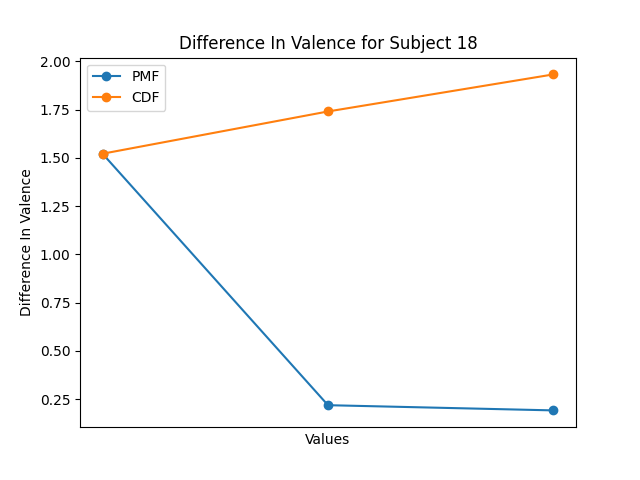 Difference In Valence for Subject 18
PMF
CDF
2.00
1.75
1.50
1.25
1.00
0.75
0.50
0.25
Difference In Valence
Values